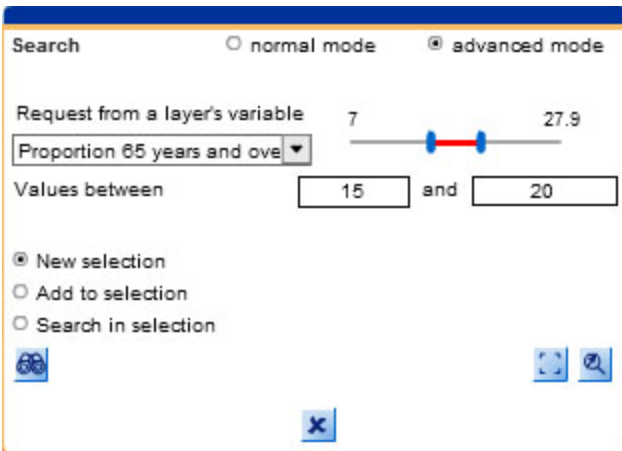 Search normal mode advanced mode
Request from a layer's variable
7 27.9
Proportion 65 years and ove
Values between 15 and 20
New selection
Add to selection
Search in selection